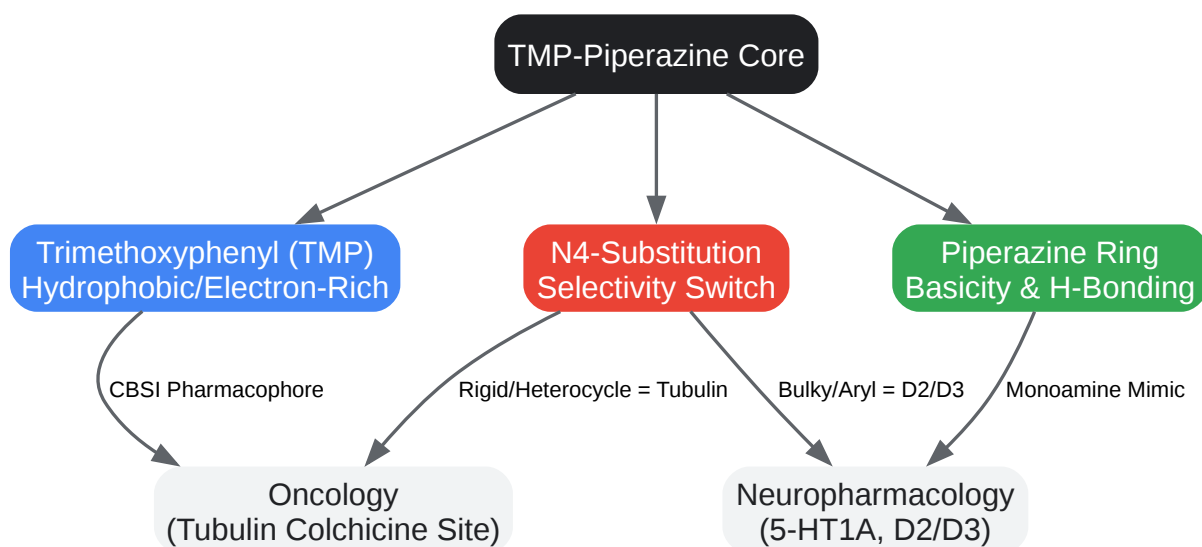 TMP-Piperazine Core
Trimethoxyphenyl (TMP)
Hydrophobic/Electron-Rich
N4-Substitution
Selectivity Switch
Piperazine Ring
Basicity & H-Bonding
CBSI Pharmacophore
Rigid/Heterocycle = Tubulin
Bulky/Aryl = D2/D3
Monoamine Mimic
Oncology
(Tubulin Colchicine Site)
Neuropharmacology
(5-HT1A, D2/D3)